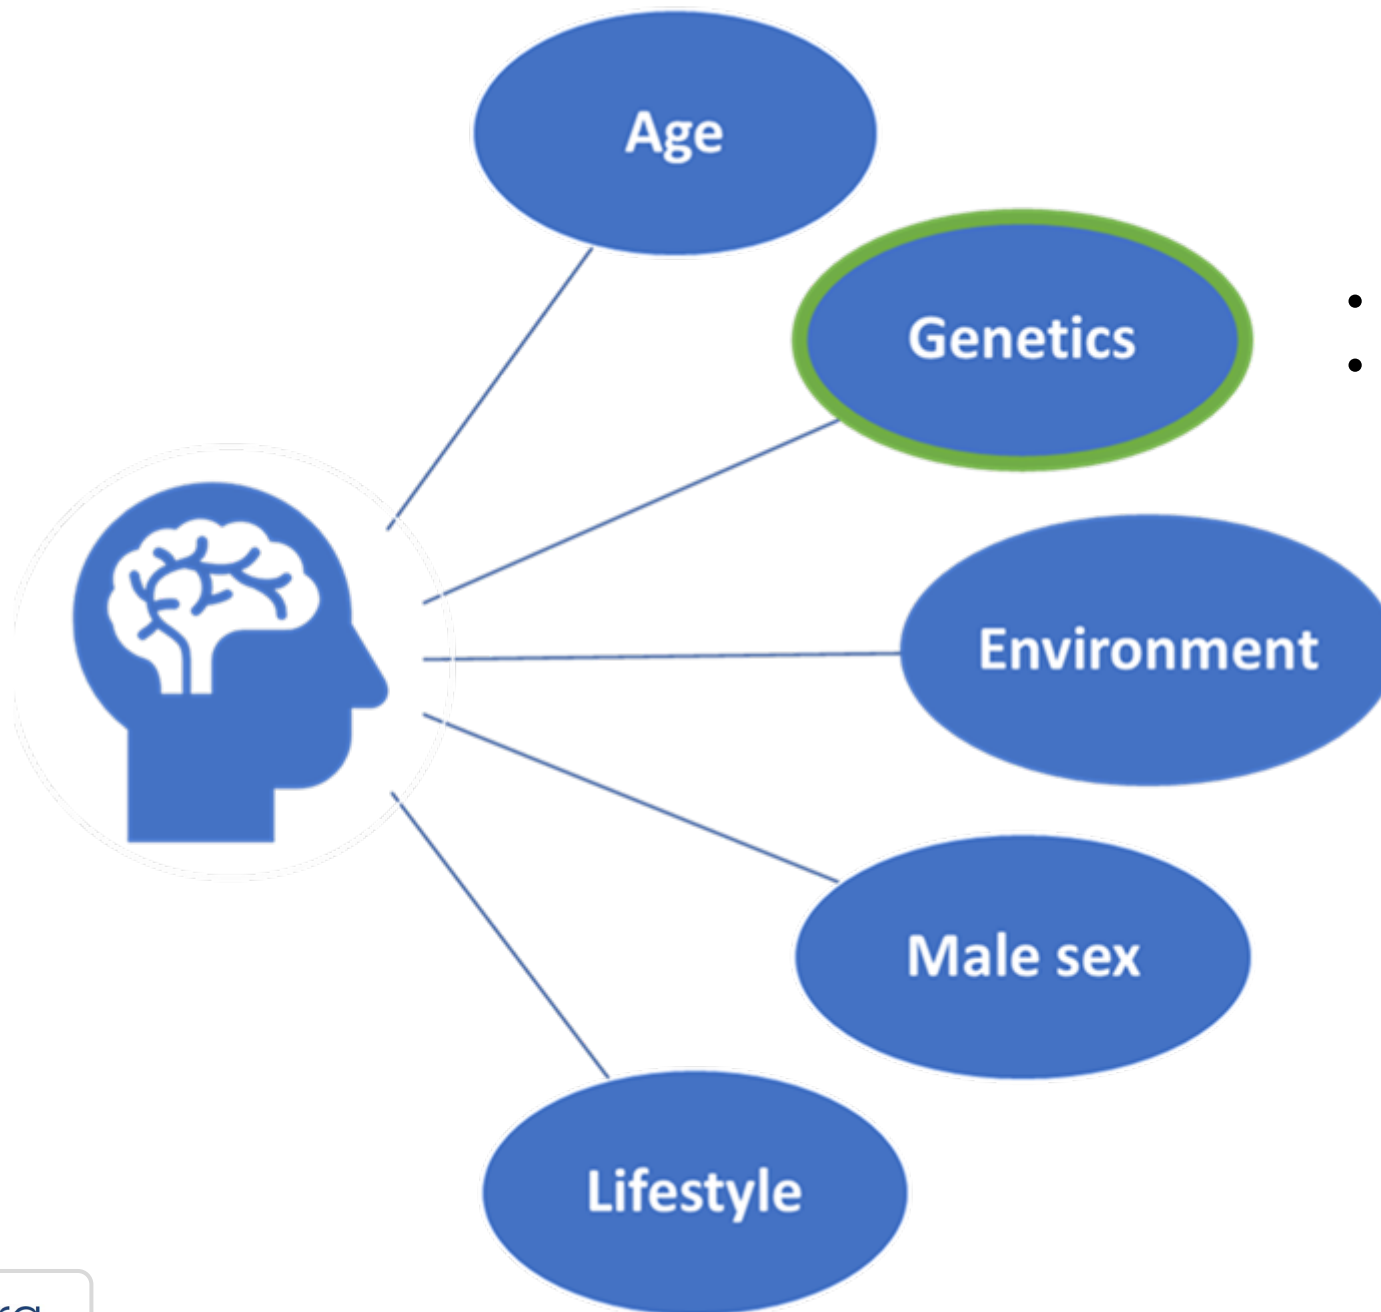 Age
Genetics
•
•
Environment
Male sex
Lifestyle